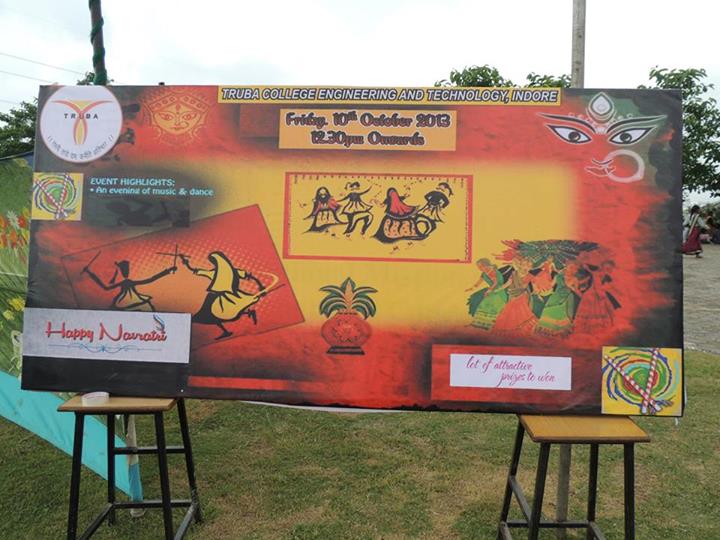 TRUBA COLLEGE ENGINEERING AND TECHNOLOGY, INDORE
TRUBA
Friday, 10th October 2013
12.30pm Onwards
EVENT HIGHLIGHTS:
• An evening of music & dance
Happy Navratri
lot of attractive
prizes to won